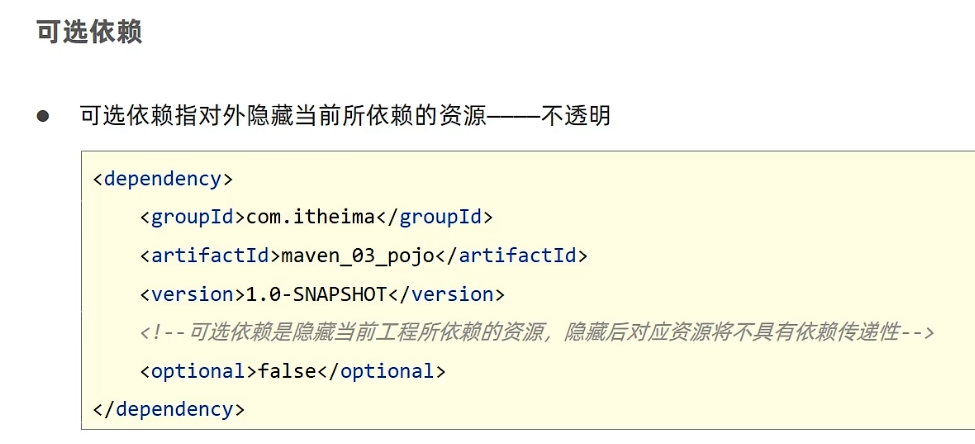 可选依赖
● 可选依赖指对外隐藏当前所依赖的资源————不透明
<dependency>
    <groupId>com.itheima</groupId>
    <artifactId>maven_03_pojo</artifactId>
    <version>1.0-SNAPSHOT</version>
    <!--可选依赖是隐藏当前工程所依赖的资源，隐藏后对应资源将不具有依赖传递性-->
    <optional>false</optional>
</dependency>